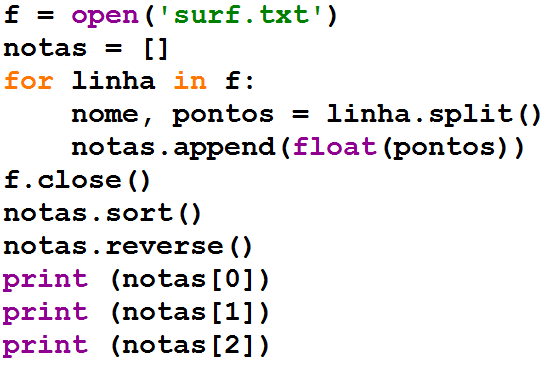 f = open('surf.txt')
notas = []
for linha in f:
    nome, pontos = linha.split()
    notas.append(float(pontos))
f.close()
notas.sort()
notas.reverse()
print (notas[0])
print (notas[1])
print (notas[2])